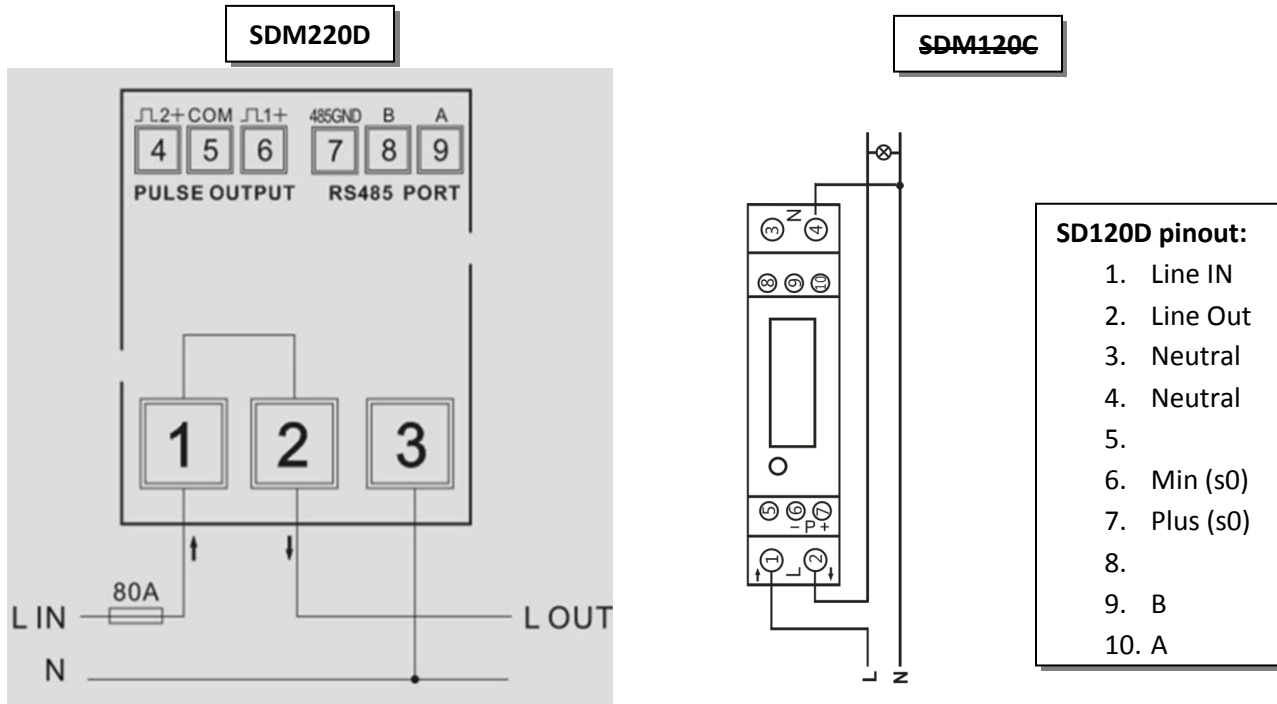 SDM220D
⎍2+ COM ⎍1+ 485GND B A
4 5 6 7 8 9
PULSE OUTPUT RS485 PORT
1 2 3
80A
L IN L OUT
N
SDM120C
3 N 4
8 9 10
5 6 7
- P +
1 L 2
L N
SD120D pinout:
1. Line IN
2. Line Out
3. Neutral
4. Neutral
5.
6. Min (s0)
7. Plus (s0)
8.
9. B
10. A